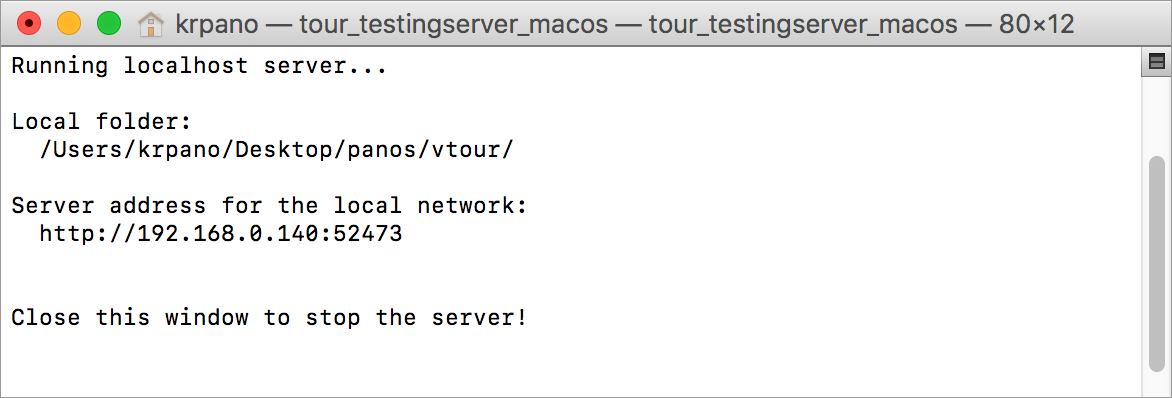 krpano — tour_testingserver_macos — tour_testingserver_macos — 80×12
Running localhost server...
Local folder:
/Users/krpano/Desktop/panos/vtour/
Server address for the local network:
http://192.168.0.140:52473
Close this window to stop the server!